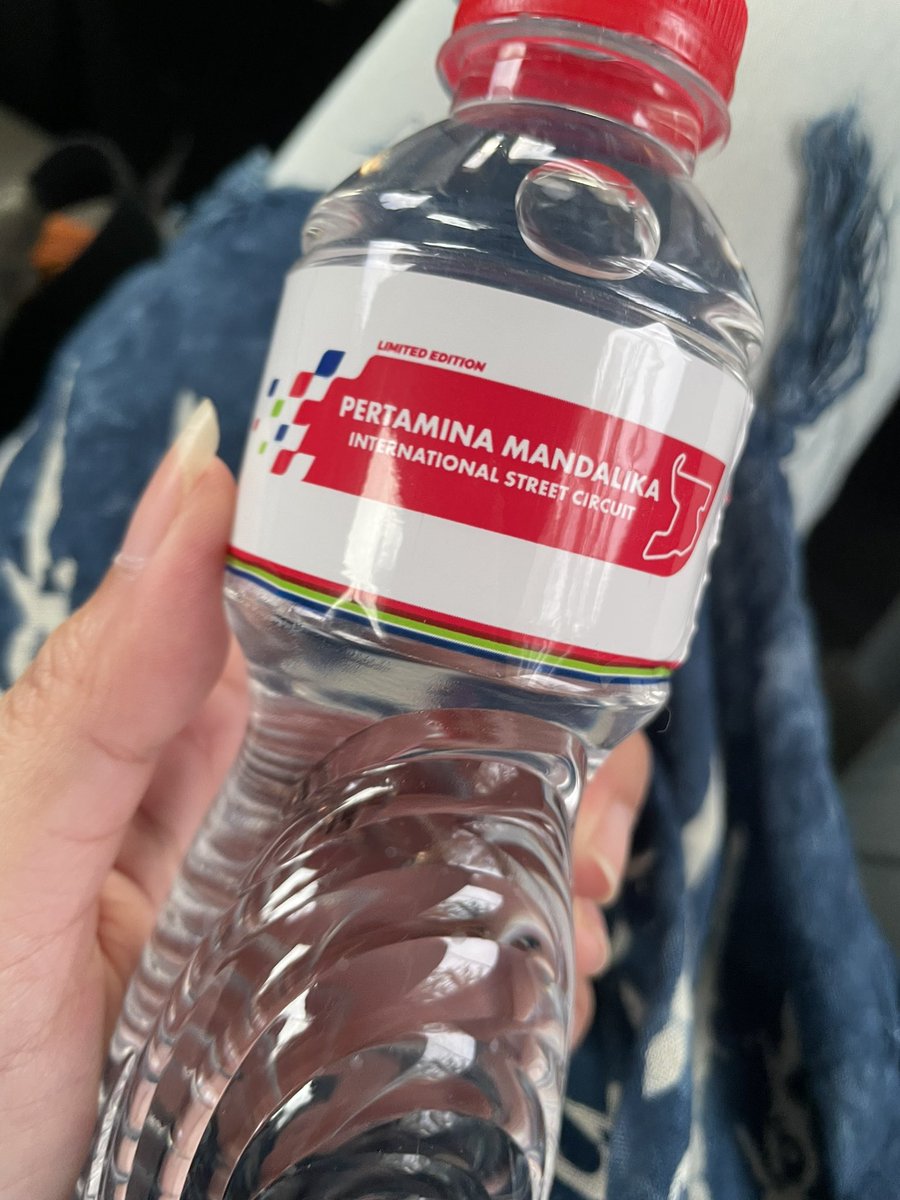 LIMITED EDITION
PERTAMINA MANDALIKA
INTERNATIONAL STREET CIRCUIT